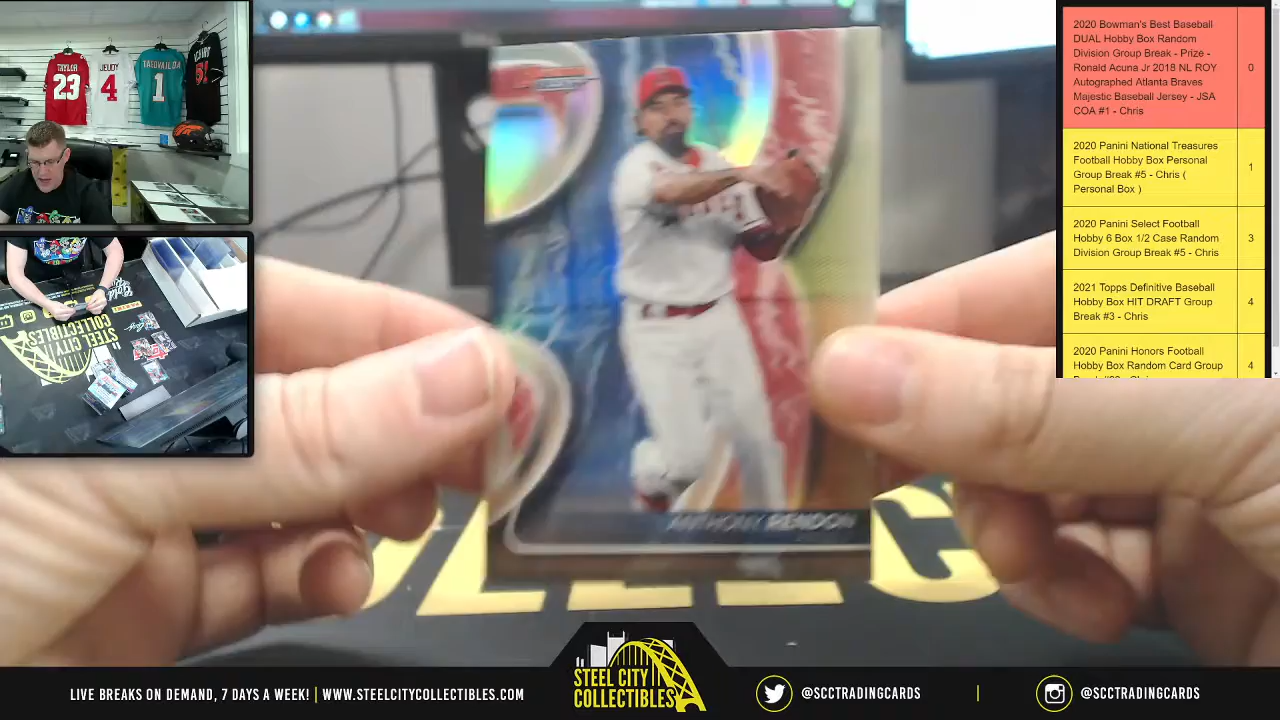 TAYLOR
23
4
TAGOVAILOA
1
STEEL CITY
COLLECTIBLES
ANTHONY RENDON
2020 Bowman's Best Baseball
DUAL Hobby Box Random
Division Group Break - Prize -
Ronald Acuna Jr 2018 NL ROY
Autographed Atlanta Braves
Majestic Baseball Jersey - JSA
COA #1 - Chris
0
2020 Panini National Treasures
Football Hobby Box Personal
Group Break #5 - Chris (
Personal Box )
1
2020 Panini Select Football
Hobby 6 Box 1/2 Case Random
Division Group Break #5 - Chris
3
2021 Topps Definitive Baseball
Hobby Box HIT DRAFT Group
Break #3 - Chris
4
2020 Panini Honors Football
Hobby Box Random Card Group
4
LIVE BREAKS ON DEMAND, 7 DAYS A WEEK! | WWW.STEELCITYCOLLECTIBLES.COM
STEEL CITY
COLLECTIBLES
@SCCTRADINGCARDS
@SCCTRADINGCARDS